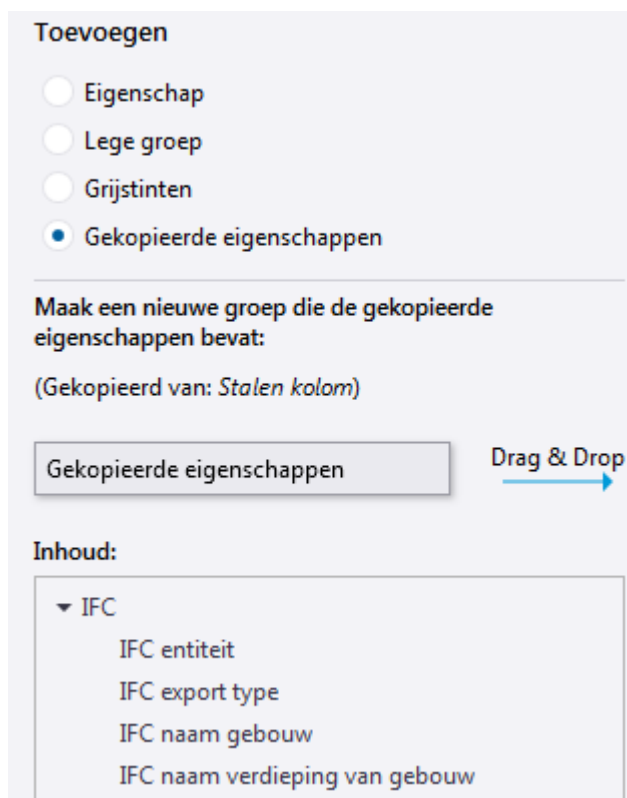 Toevoegen
Eigenschap
Lege groep
Grijstinten
Gekopieerde eigenschappen
Maak een nieuwe groep die de gekopieerde
eigenschappen bevat:
(Gekopieerd van: Stalen kolom)
Gekopieerde eigenschappen
Drag & Drop
Inhoud:
IFC
IFC entiteit
IFC export type
IFC naam gebouw
IFC naam verdieping van gebouw